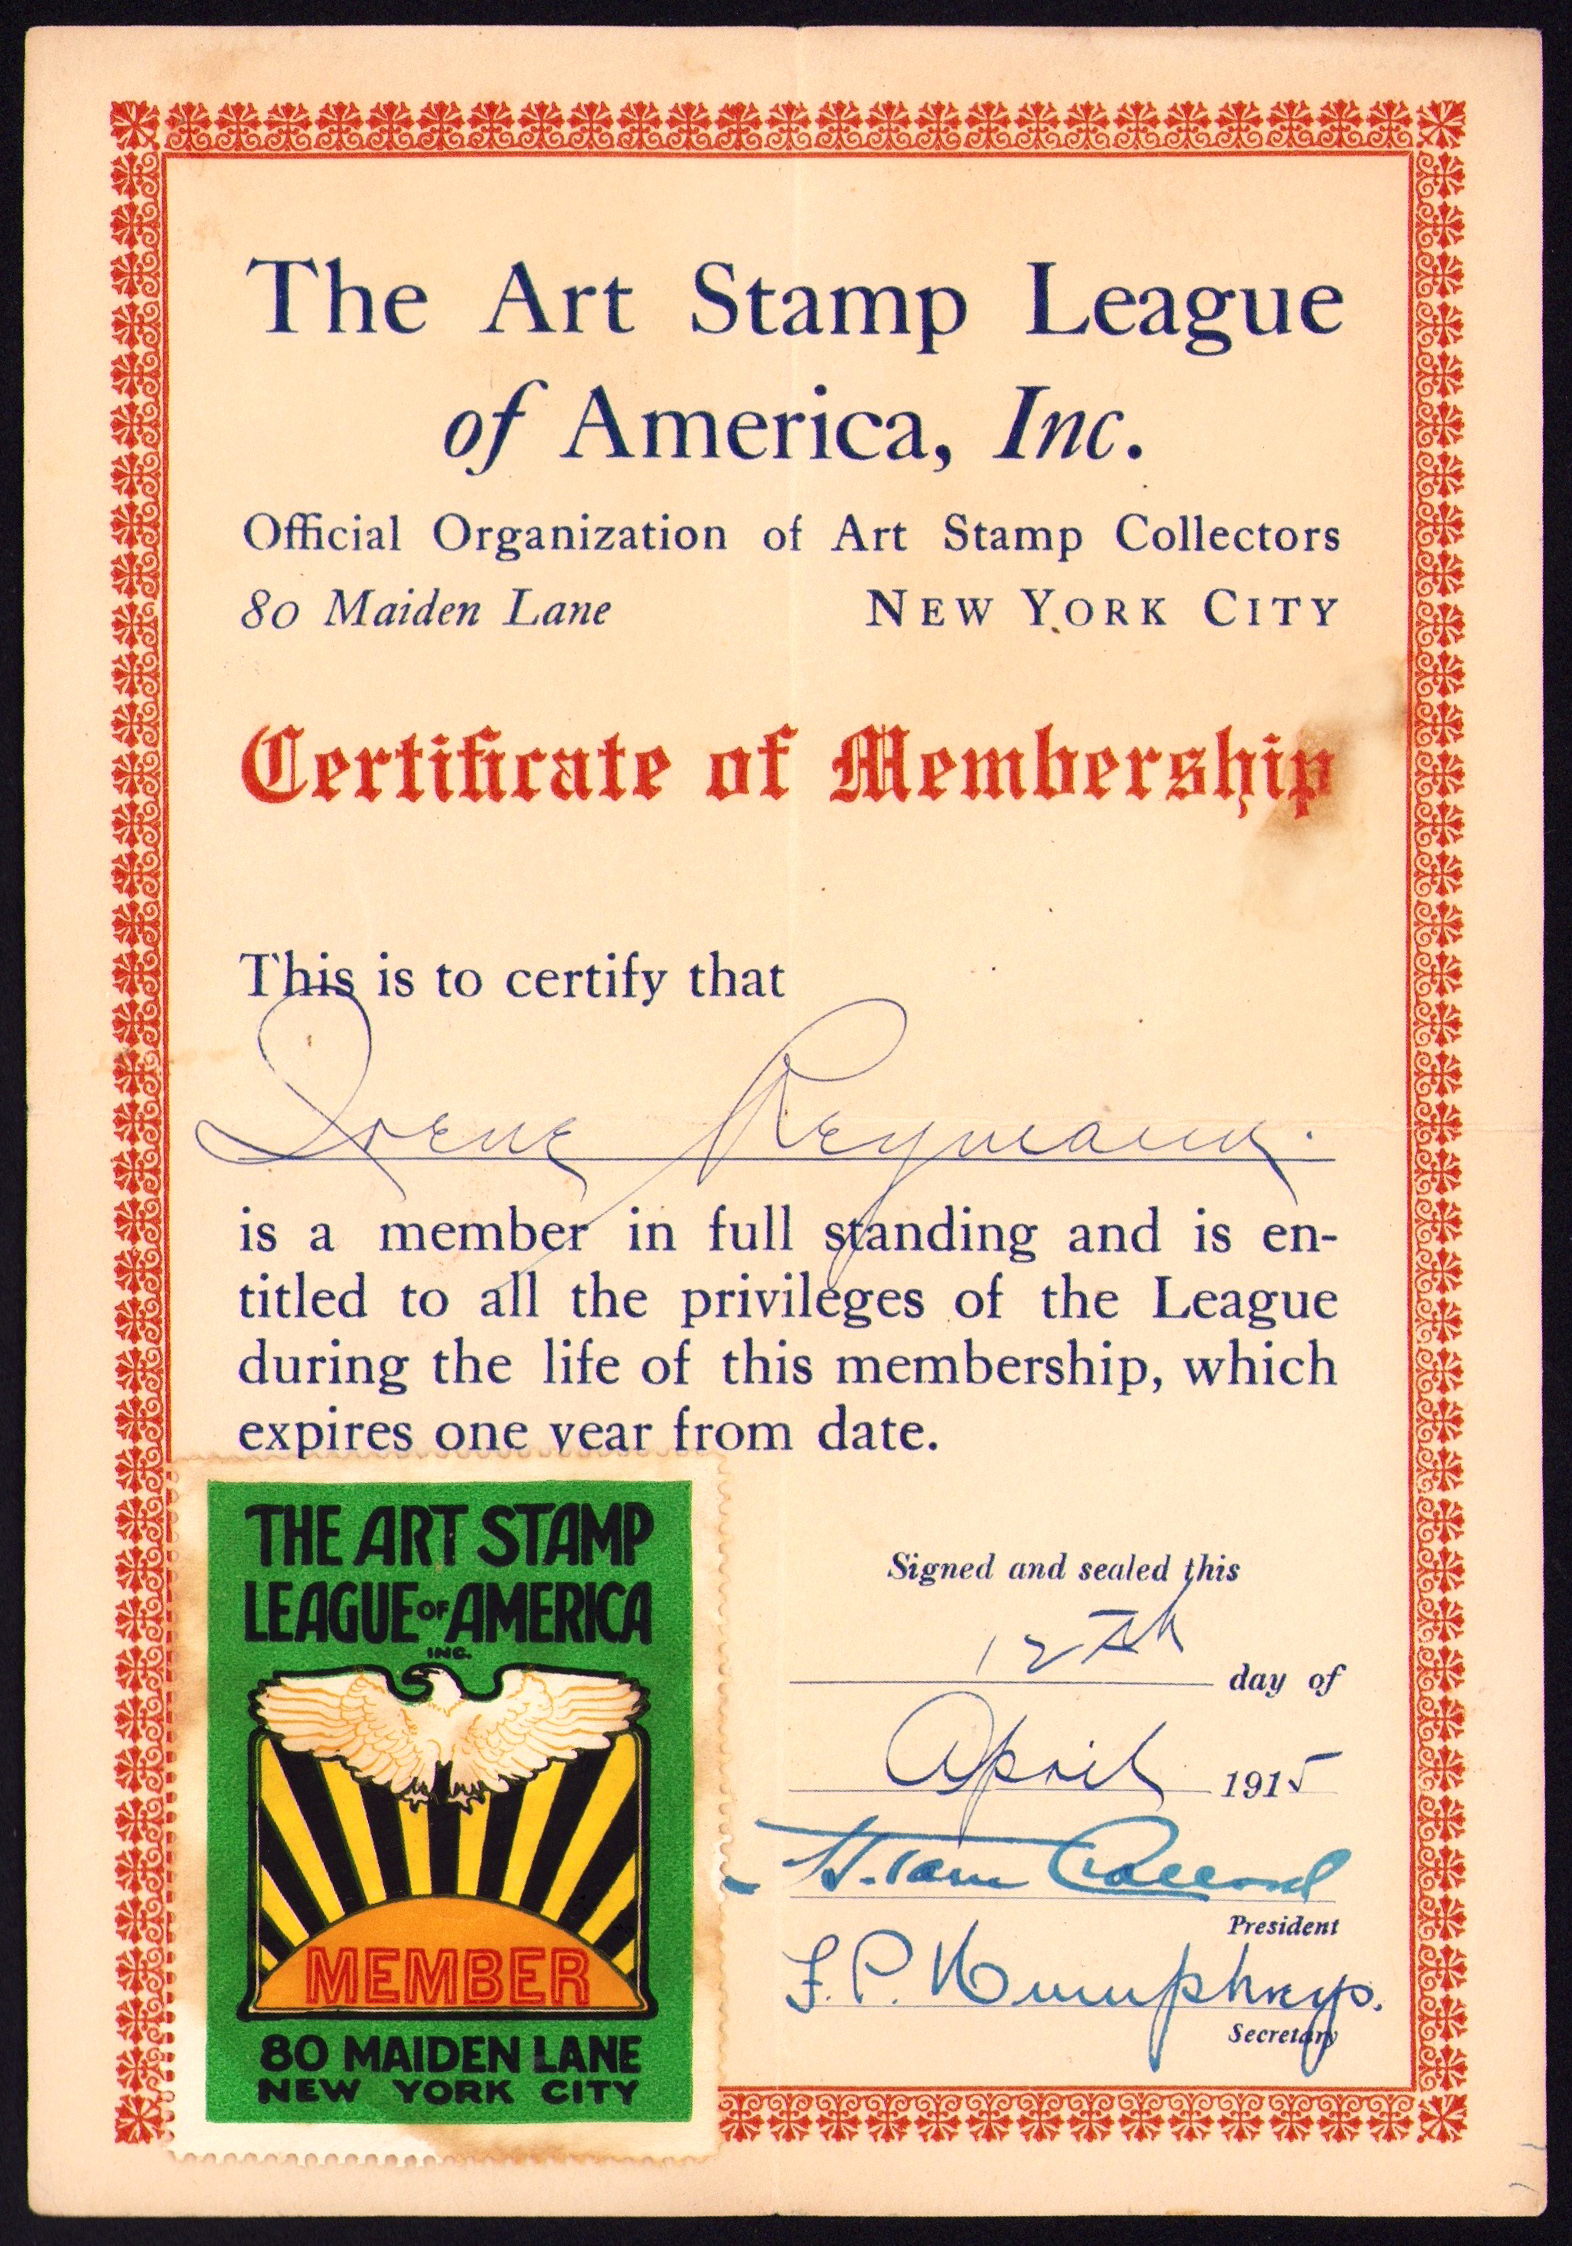 The Art Stamp League
of America, Inc.
Official Organization of Art Stamp Collectors
80 Maiden Lane NEW YORK CITY
Certificate of Membership
This is to certify that
Irene Reymann.
is a member in full standing and is en-
titled to all the privileges of the League
during the life of this membership, which
expires one year from date.
THE ART STAMP
LEAGUE OF AMERICA
INC.
MEMBER
80 MAIDEN LANE
NEW YORK CITY
Signed and sealed this
12th day of
April 1915
President
F. P. Humphreys.
Secretary